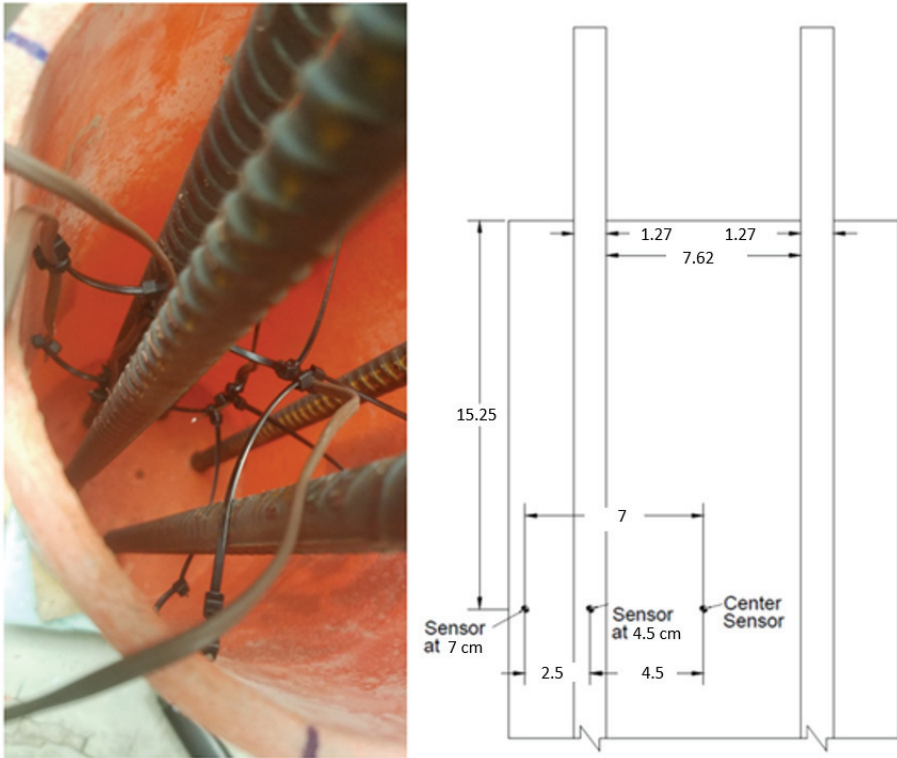 1.27 1.27
7.62
15.25
7
Sensor
at 7 cm
Sensor
at 4.5 cm
Center
Sensor
2.5 4.5